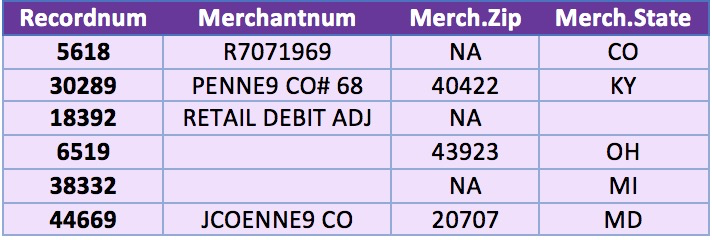 Recordnum Merchantnum Merch.Zip Merch.State
5618 R7071969 NA CO
30289 PENNE9 CO# 68 40422 KY
18392 RETAIL DEBIT ADJ NA
6519 43923 OH
38332 NA MI
44669 JCOENNE9 CO 20707 MD